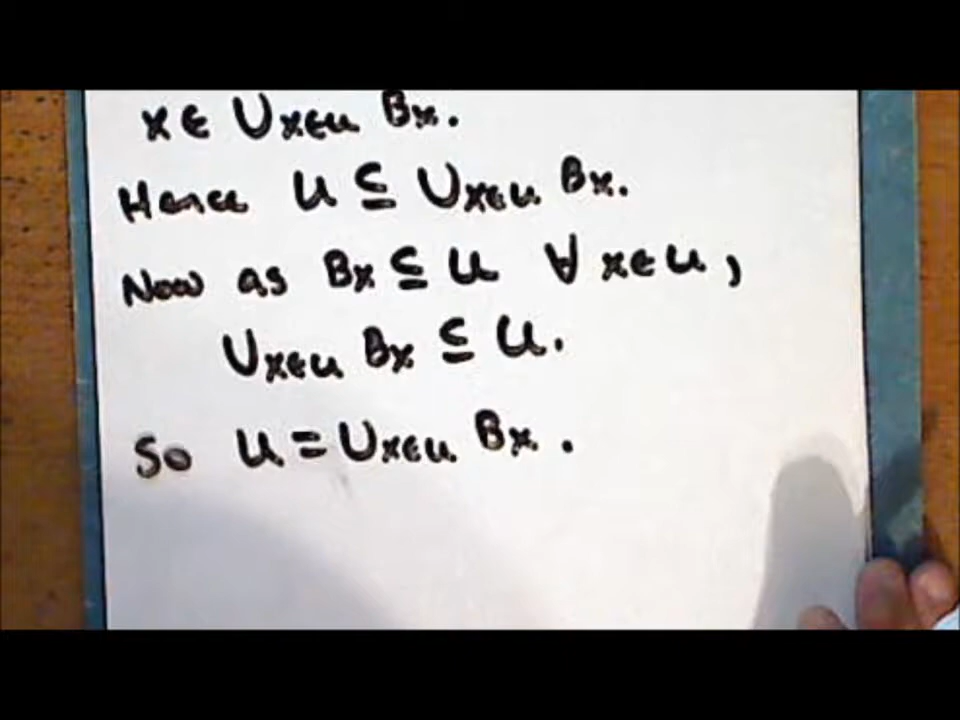 x ∈ ∪x∈u Bx.
Hence U ⊆ ∪x∈u Bx.
Now as Bx ⊆ U ∀ x∈u,
∪x∈u Bx ⊆ U.
So U = ∪x∈u Bx.